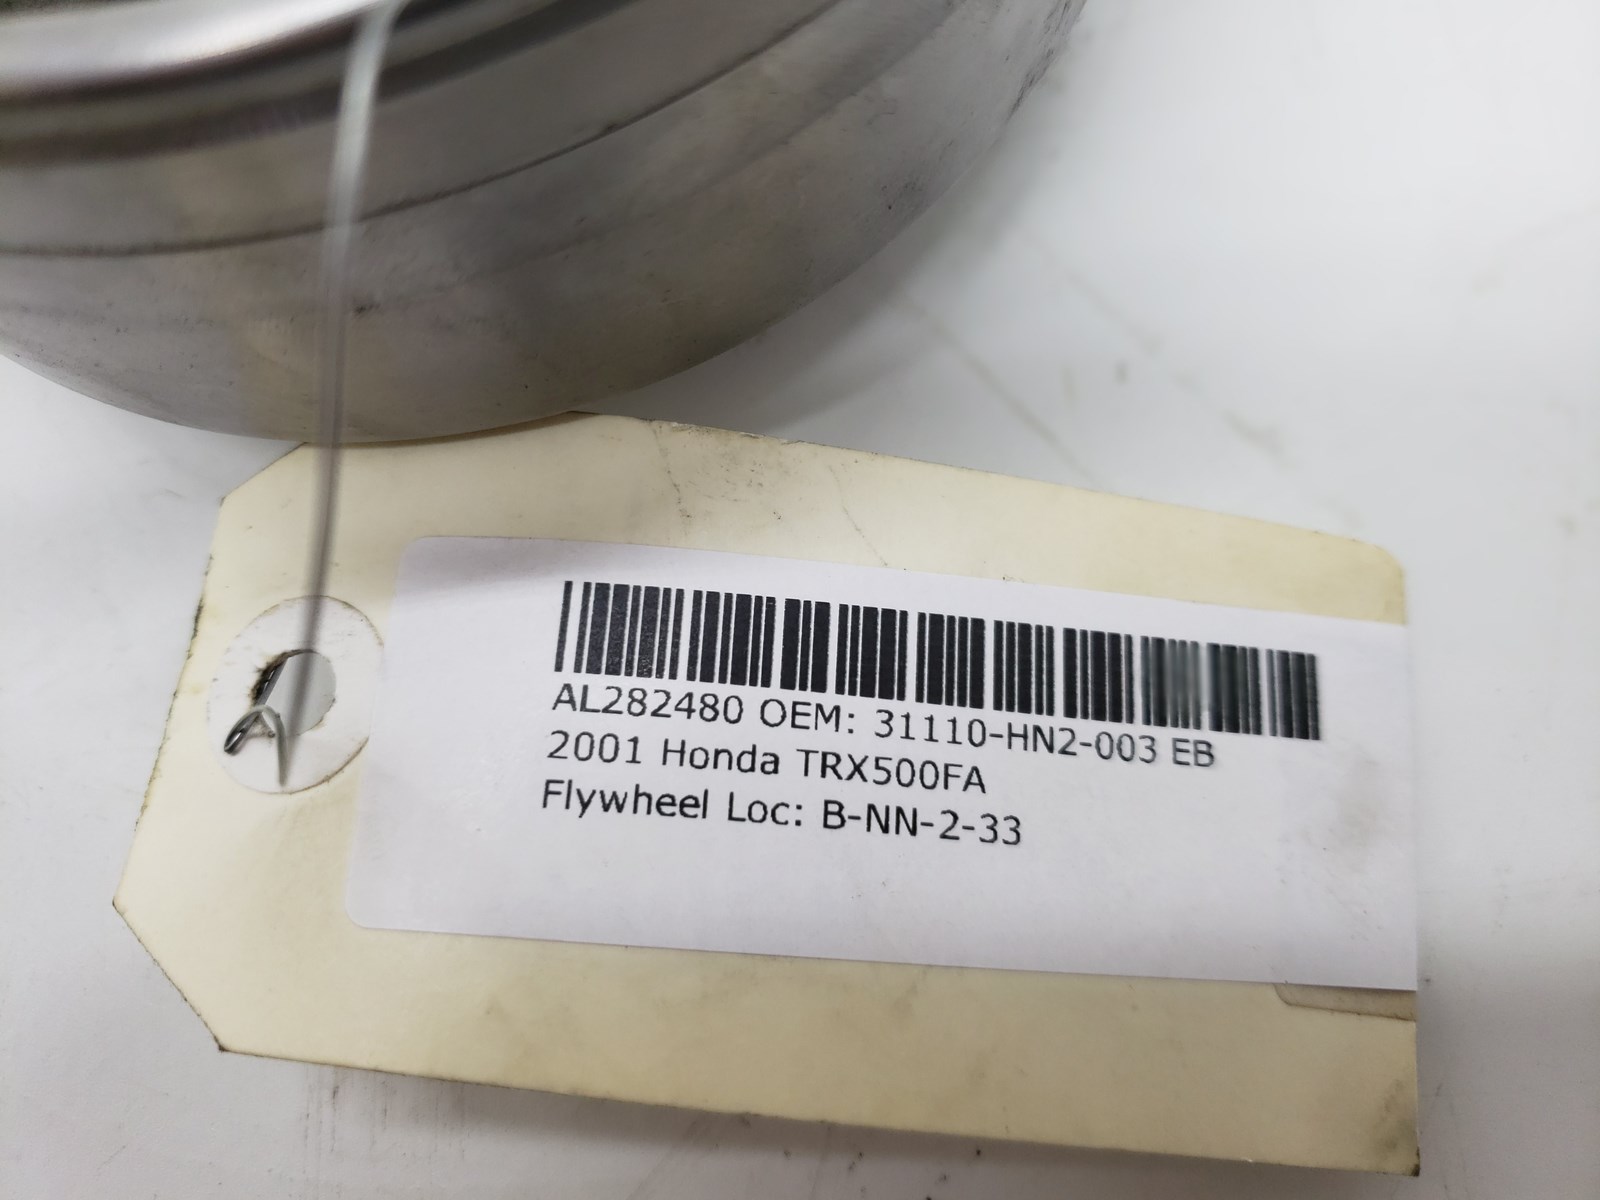 AL282480 OEM: 31110-HN2-003 EB
2001 Honda TRX500FA
Flywheel Loc: B-NN-2-33